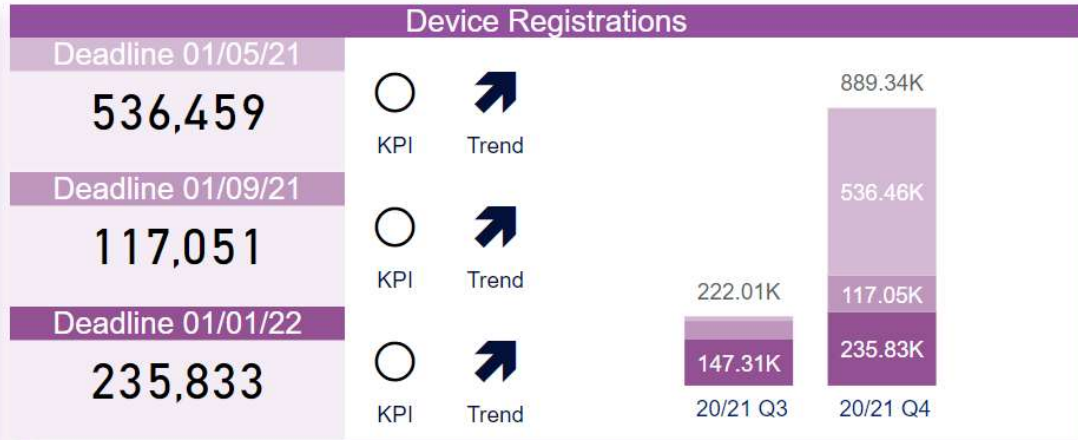 Device Registrations
Deadline 01/05/21
536,459
KPI
Trend
Deadline 01/09/21
117,051
KPI
Trend
Deadline 01/01/22
235,833
KPI
Trend
889.34K
536.46K
117.05K
235.83K
222.01K
147.31K
20/21 Q3
20/21 Q4